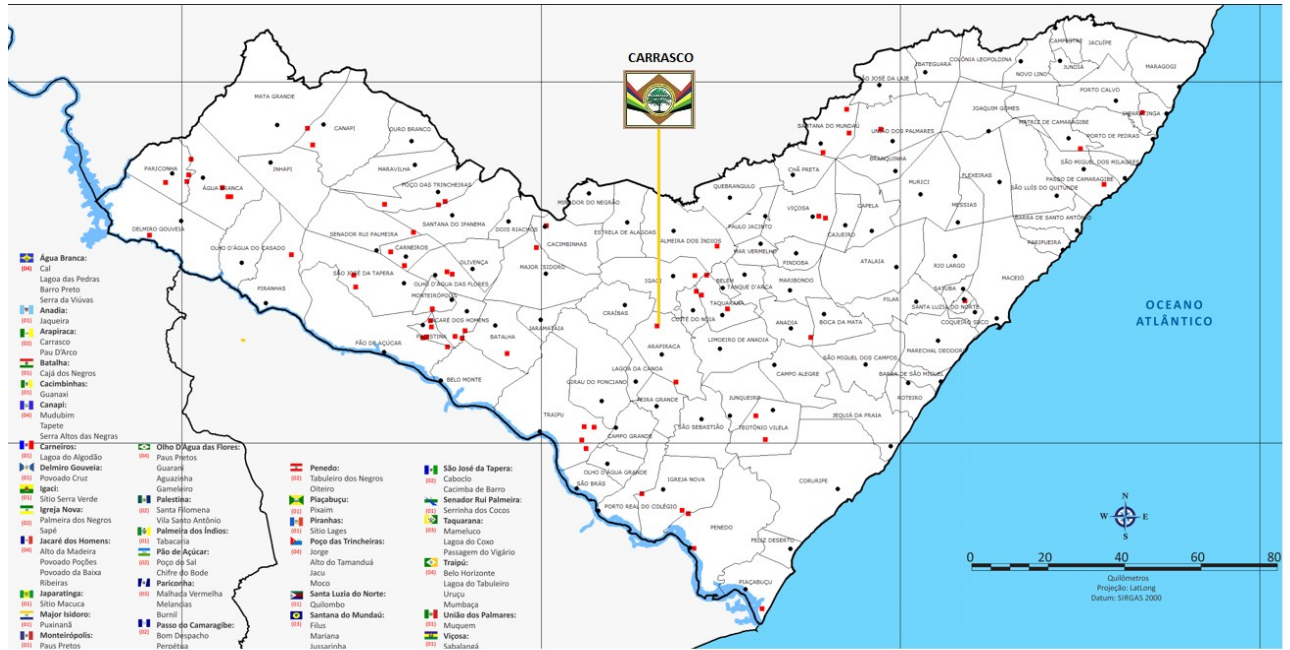 CARRASCO
CAMPESTRE
JACUÍPE
COLÔNIA LEOPOLDINA
IBATEGUARA
NOVO LINO
JUNDIÁ
MARAGOGI
SÃO JOSÉ DA LAJE
PORTO CALVO
JAPARATINGA
MATA GRANDE
CANAPI
OURO BRANCO
JOAQUIM GOMES
MATRIZ DE CAMARAGIBE
PORTO DE PEDRAS
SANTANA DO MUNDAÚ
UNIÃO DOS PALMARES
BRANQUINHA
SÃO MIGUEL DOS MILAGRES
PARICONHA
INHAPI
MARAVILHA
CHÃ PRETA
FLEXEIRAS
PASSO DE CAMARAGIBE
ÁGUA BRANCA
POÇO DAS TRINCHEIRAS
QUEBRANGULO
MURICI
SÃO LUÍS DO QUITUNDE
MINADOR DO NEGRÃO
VIÇOSA
CAPELA
MESSIAS
BARRA DE SANTO ANTÔNIO
DELMIRO GOUVEIA
SANTANA DO IPANEMA
DOIS RIACHOS
ESTRELA DE ALAGOAS
PAULO JACINTO
CAJUEIRO
PARIPUEIRA
SENADOR RUI PALMEIRA
CACIMBINHAS
ALMEIRA DOS ÍNDIOS
MAR VERMELHO
OLHO D'ÁGUA DO CASADO
CARNEIROS
OLIVENÇA
MAJOR ISIDORO
PINDOBA
ATALAIA
RIO LARGO
MACEIÓ
SÃO JOSÉ DA TAPERA
OLHO D'ÁGUA DAS FLORES
IGACI
BELÉM
TANQUE D'ARCA
MARIBONDO
SATUBA
PIRANHAS
MONTEIRÓPOLIS
TAQUARANA
PILAR
SANTA LUZIA DO NORTE
JACARÉ DOS HOMENS
JARAMATAIA
CRAÍBAS
COITÉ DO NÓIA
ANADIA
BOCA DA MATA
COQUEIRO SECO
PALESTINA
BATALHA
LIMOEIRO DE ANADIA
PÃO DE AÇÚCAR
ARAPIRACA
SÃO MIGUEL DOS CAMPOS
MARECHAL DEODORO
BELO MONTE
LAGOA DA CANOA
CAMPO ALEGRE
BARRA DE SÃO MIGUEL
GIRAU DO PONCIANO
FEIRA GRANDE
JUNQUEIRO
ROTEIRO
TRAIPU
SÃO SEBASTIÃO
TEOTÔNIO VILELA
JEQUIÁ DA PRAIA
CAMPO GRANDE
OLHO D'ÁGUA GRANDE
SÃO BRÁS
IGREJA NOVA
CORURIPE
PORTO REAL DO COLÉGIO
PENEDO
FELIZ DESERTO
PIAÇABUÇU
OCEANO
ATLÂNTICO
Água Branca:
(04) Cal
Lagoa das Pedras
Barro Preto
Serra da Viúvas
Anadia:
(01) Jaqueira
Arapiraca:
(02) Carrasco
Pau D'Arco
Batalha:
(01) Cajá dos Negros
Cacimbinhas:
(01) Guanaxi
Canapi:
(04) Mudubim
Tapete
Serra Altos das Negras
Carneiros:
(01) Lagoa do Algodão
Delmiro Gouveia:
(01) Povoado Cruz
Igaci:
(01) Sítio Serra Verde
Igreja Nova:
(02) Palmeira dos Negros
Sapé
Jacaré dos Homens:
(04) Alto da Madeira
Povoado Poções
Povoado da Baixa
Ribeiras
Japaratinga:
(01) Sítio Macuca
Major Isidoro:
(01) Puxinanã
Monteirópolis:
(01) Paus Pretos
Olho D'Água das Flores:
(04) Paus Pretos
Guarani
Aguazinha
Gameleiro
Palestina:
(02) Santa Filomena
Vila Santo Antônio
Palmeira dos Índios:
(01) Tabacaria
Pão de Açúcar:
(02) Poço do Sal
Chifre do Bode
Pariconha:
(03) Malhada Vermelha
Melancias
Burnil
Passo do Camaragibe:
(02) Bom Despacho
Perpétua
Penedo:
(02) Tabuleiro dos Negros
Oiteiro
Piaçabuçu:
(01) Pixaim
Piranhas:
(01) Sítio Lages
Poço das Trincheiras:
(04) Jorge
Alto do Tamanduá
Jacu
Moco
Santa Luzia do Norte:
(01) Quilombo
Santana do Mundaú:
(03) Filus
Mariana
Jussarinha
São José da Tapera:
(02) Caboclo
Cacimba de Barro
Senador Rui Palmeira:
(01) Serrinha dos Cocos
Taquarana:
(03) Mameluco
Lagoa do Coxo
Passagem do Vigário
Traipú:
(04) Belo Horizonte
Lagoa do Tabuleiro
Uruçu
Mumbaça
União dos Palmares:
(01) Muquem
Viçosa:
(01) Sabalangá
N
W E
S
0 20 40 60 80
Quilômetros
Projeção: LatLong
Datum: SIRGAS 2000